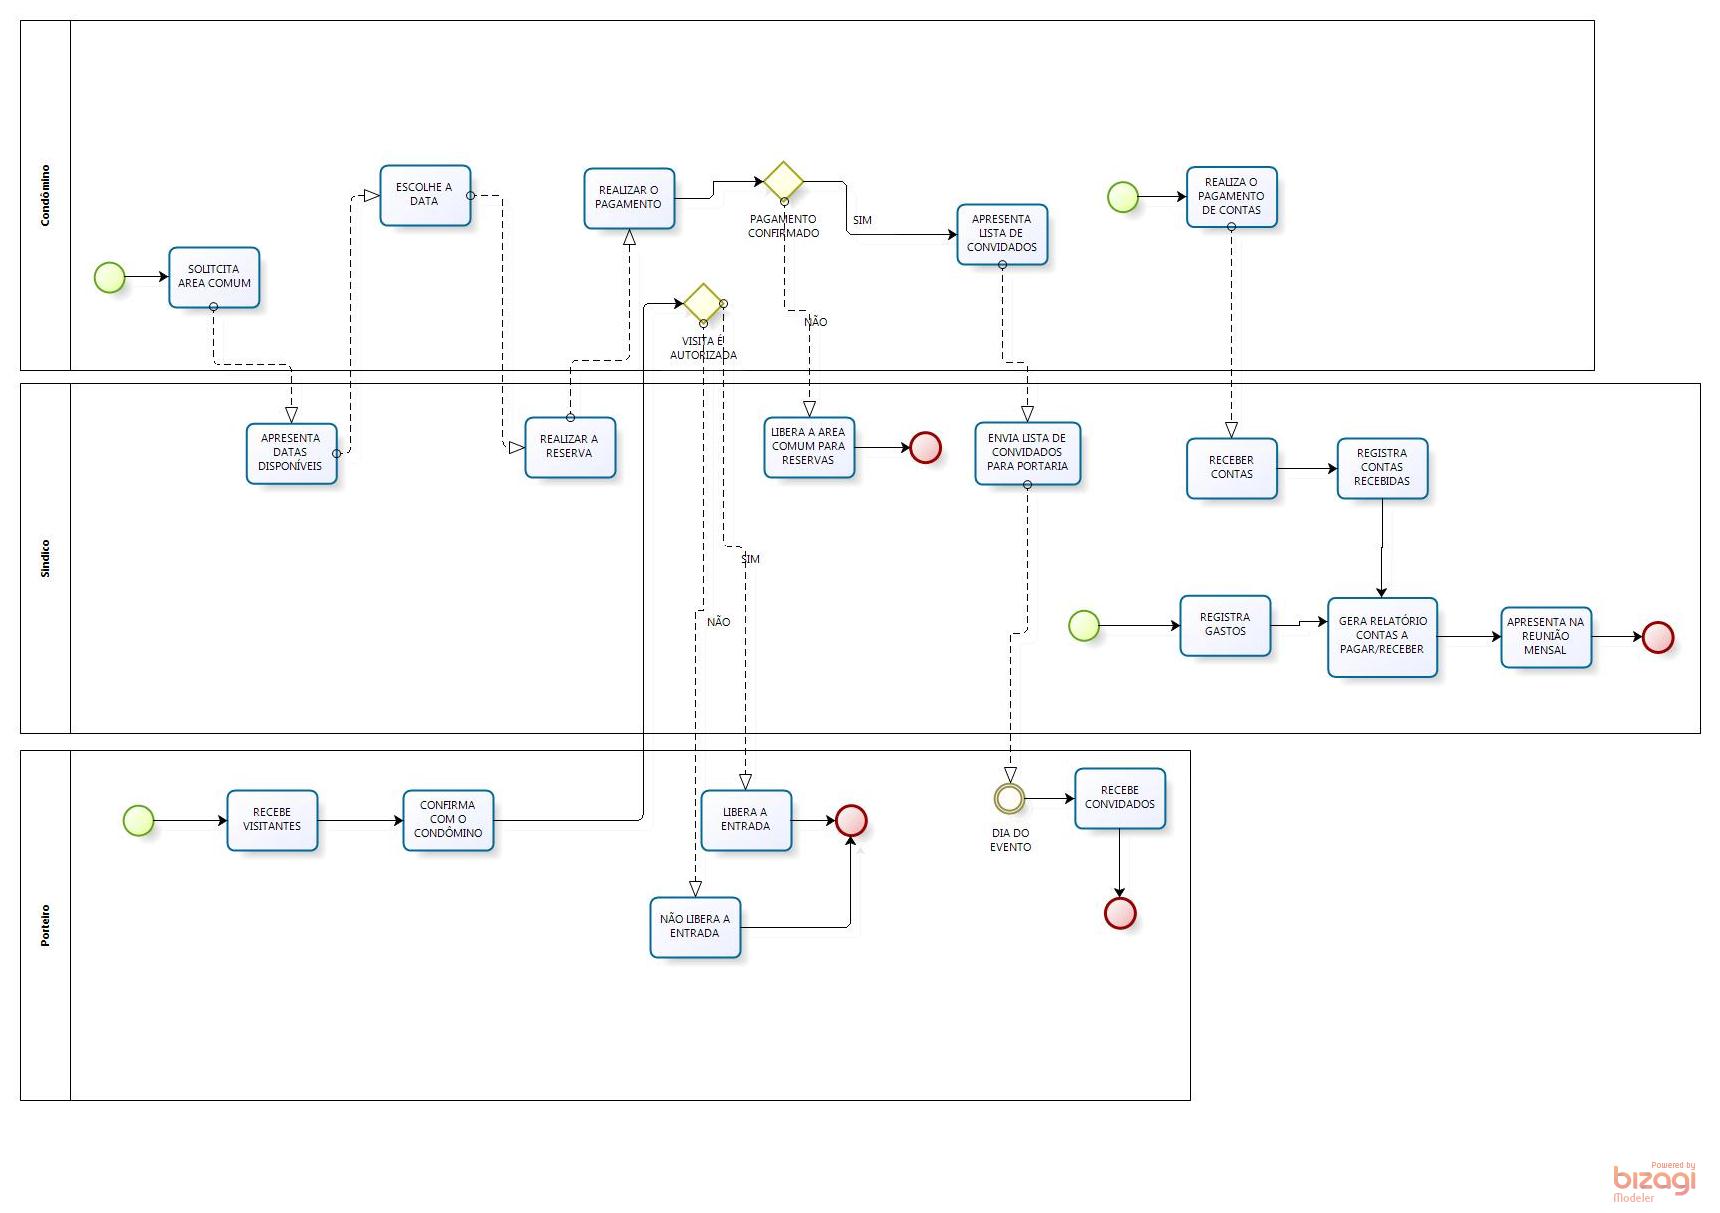 Condômino
SOLITCITA
AREA COMUM
ESCOLHE A
DATA
REALIZAR O
PAGAMENTO
PAGAMENTO
CONFIRMADO
SIM
NÃO
APRESENTA
LISTA DE
CONVIDADOS
REALIZA O
PAGAMENTO
DE CONTAS
VISITA É
AUTORIZADA
Sindico
APRESENTA
DATAS
DISPONÍVEIS
REALIZAR A
RESERVA
LIBERA A AREA
COMUM PARA
RESERVAS
ENVIA LISTA DE
CONVIDADOS
PARA PORTARIA
RECEBER
CONTAS
REGISTRA
CONTAS
RECEBIDAS
SIM
NÃO
REGISTRA
GASTOS
GERA RELATÓRIO
CONTAS A
PAGAR/RECEBER
APRESENTA NA
REUNIÃO
MENSAL
Porteiro
RECEBE
VISITANTES
CONFIRMA
COM O
CONDÔMINO
LIBERA A
ENTRADA
NÃO LIBERA A
ENTRADA
DIA DO
EVENTO
RECEBE
CONVIDADOS
Powered by
bizagi
Modeler